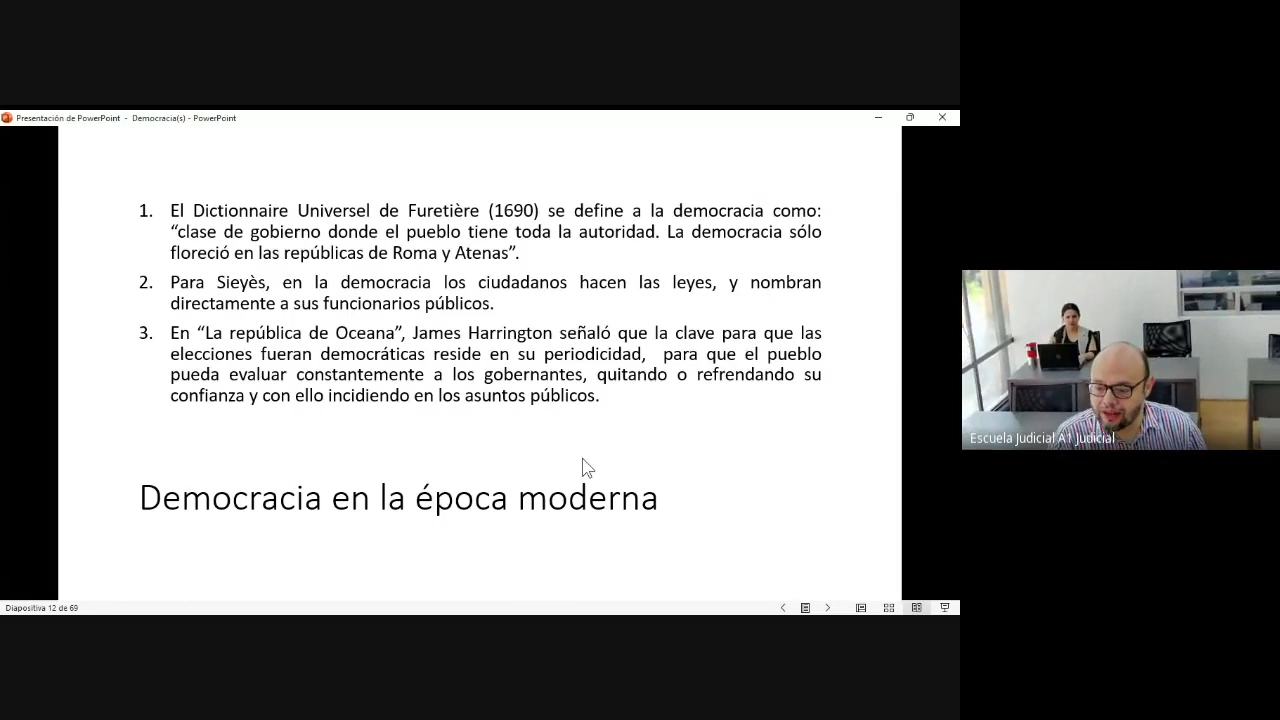 Presentación de PowerPoint - Democracia(s) - PowerPoint
1. El Dictionnaire Universel de Furetière (1690) se define a la democracia como:
“clase de gobierno donde el pueblo tiene toda la autoridad. La democracia sólo
floreció en las repúblicas de Roma y Atenas”.
2. Para Sieyès, en la democracia los ciudadanos hacen las leyes, y nombran
directamente a sus funcionarios públicos.
3. En “La república de Oceana”, James Harrington señaló que la clave para que las
elecciones fueran democráticas reside en su periodicidad, para que el pueblo
pueda evaluar constantemente a los gobernantes, quitando o refrendando su
confianza y con ello incidiendo en los asuntos públicos.
Escuela Judicial A1 Judicial
Democracia en la época moderna
Diapositiva 12 de 69